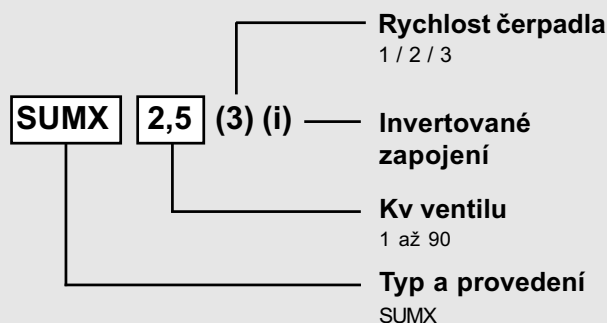 Rychlost čerpadla
1 / 2 / 3
SUMX 2,5 (3) (i)
Invertované
zapojení
Kv ventilu
1 až 90
Typ a provedení
SUMX